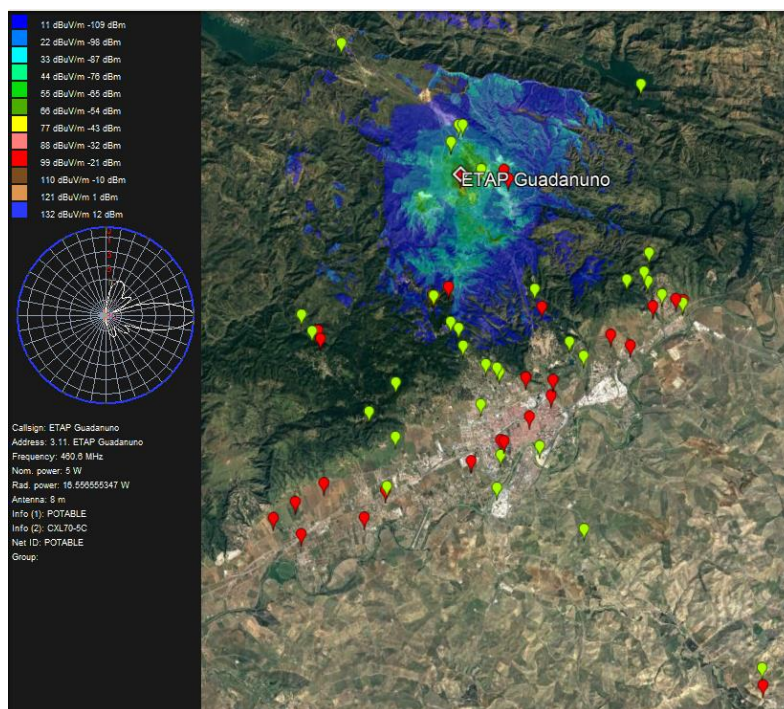 11 dBuV/m -109 dBm
22 dBuV/m -98 dBm
33 dBuV/m -87 dBm
44 dBuV/m -76 dBm
55 dBuV/m -65 dBm
66 dBuV/m -54 dBm
77 dBuV/m -43 dBm
88 dBuV/m -32 dBm
99 dBuV/m -21 dBm
110 dBuV/m -10 dBm
121 dBuV/m 1 dBm
132 dBuV/m 12 dBm
ETAP Guadanuno
Callsign: ETAP Guadanuno
Address: 3.11. ETAP Guadanuno
Frequency: 460.6 MHz
Nom. power: 5 W
Rad. power: 16.556555347 W
Antenna: 8 m
Info (1): POTABLE
Info (2): CXL70-5C
Net ID: POTABLE
Group: